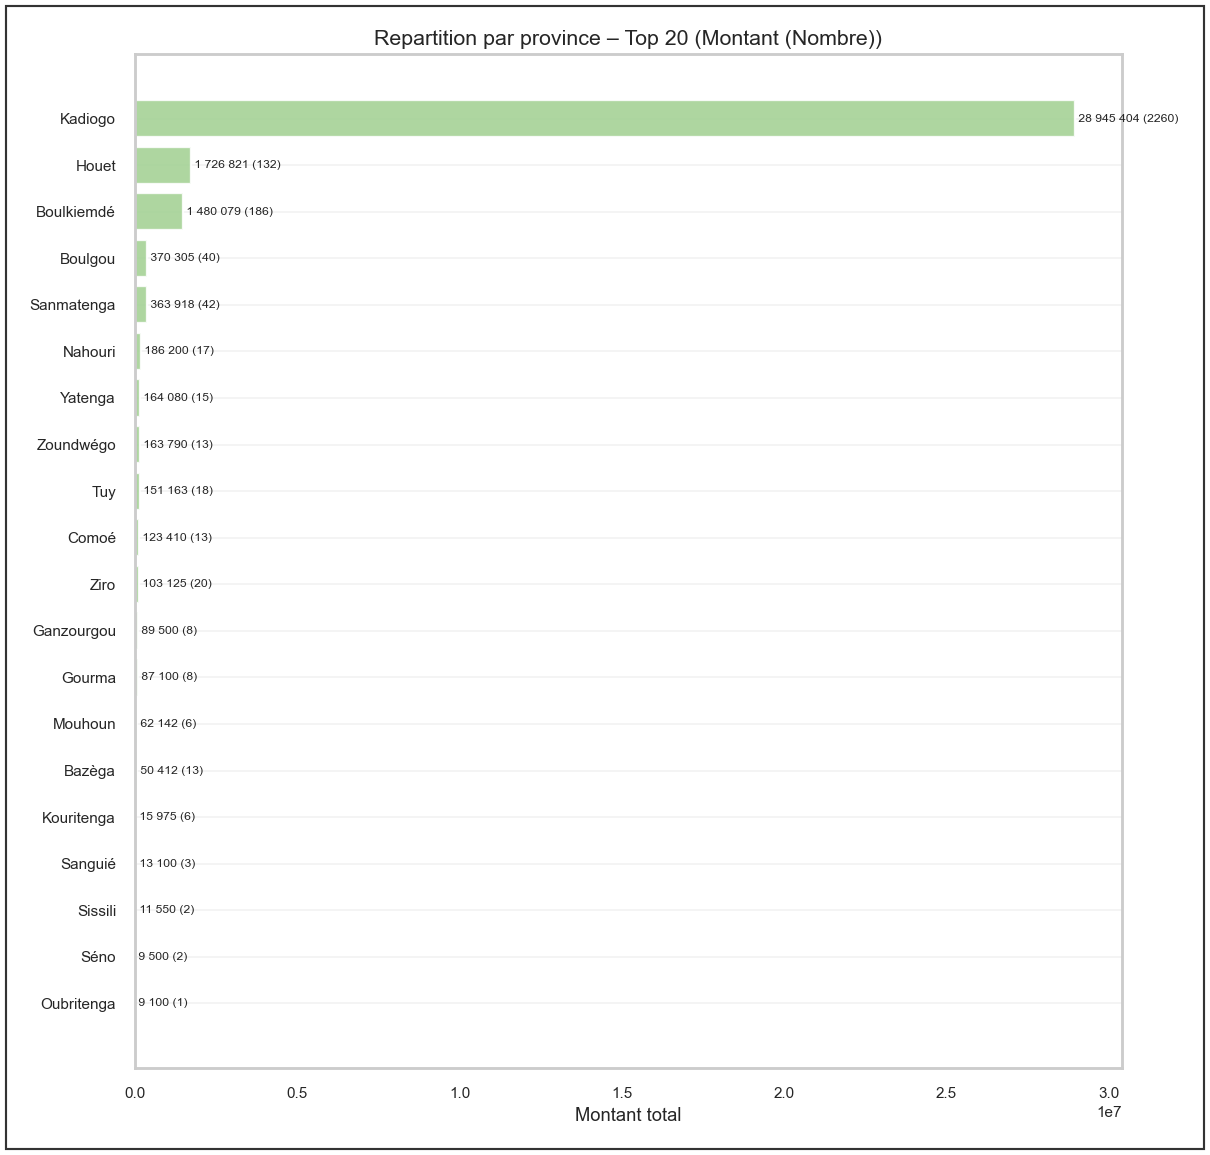 Repartition par province – Top 20 (Montant (Nombre))
Kadiogo 28 945 404 (2260)
Houet 1 726 821 (132)
Boulkiemdé 1 480 079 (186)
Boulgou 370 305 (40)
Sanmatenga 363 918 (42)
Nahouri 186 200 (17)
Yatenga 164 080 (15)
Zoundwégo 163 790 (13)
Tuy 151 163 (18)
Comoé 123 410 (13)
Ziro 103 125 (20)
Ganzourgou 89 500 (8)
Gourma 87 100 (8)
Mouhoun 62 142 (6)
Bazèga 50 412 (13)
Kouritenga 15 975 (6)
Sanguié 13 100 (3)
Sissili 11 550 (2)
Séno 9 500 (2)
Oubritenga 9 100 (1)
0.0 0.5 1.0 1.5 2.0 2.5 3.0
1e7
Montant total